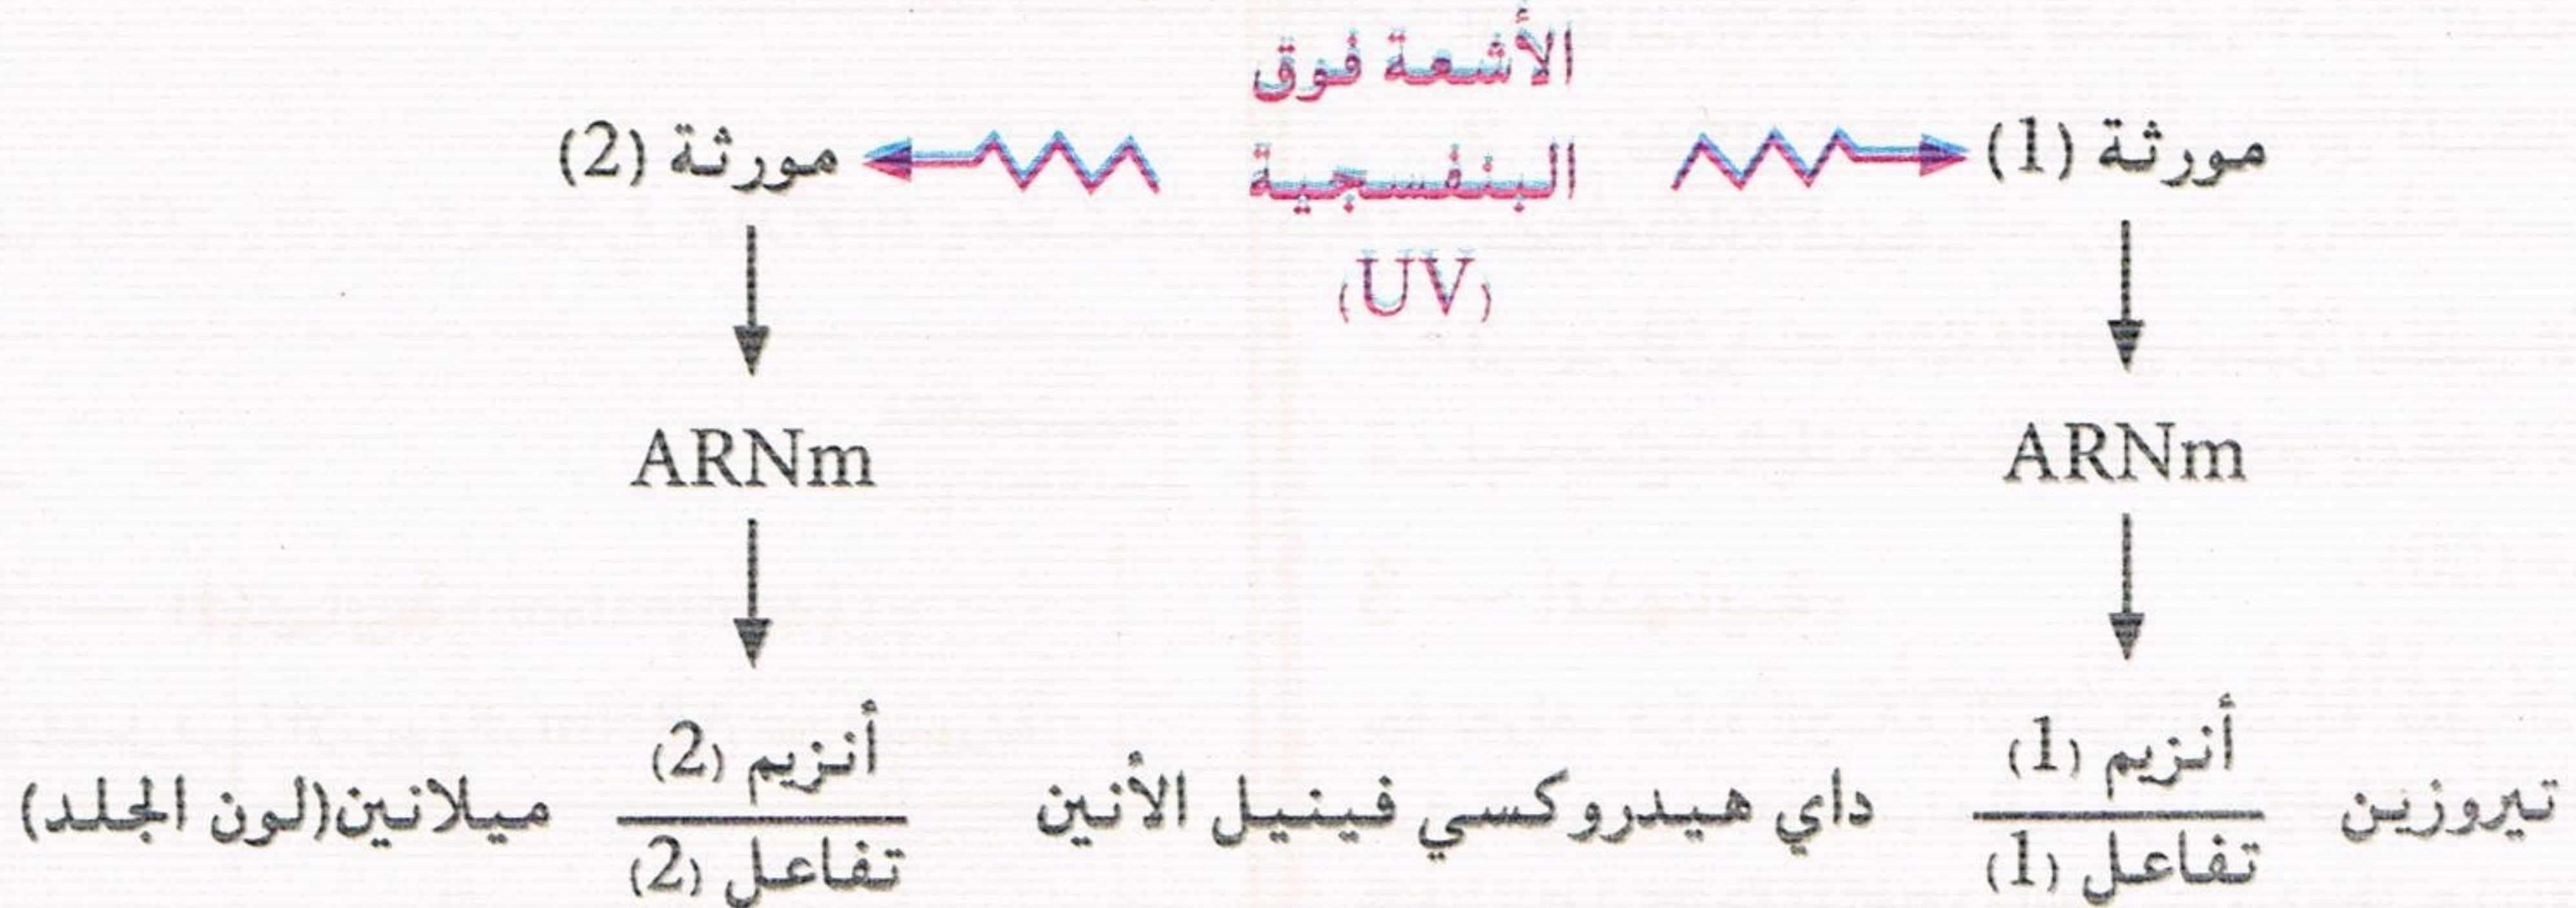 الأشعة فوق
البنفسجية
(UV)
مورثة (1)
مورثة (2)
ARNm
ARNm
تيروزين
أنزيم (1)
تفاعل (1)
داي هيدروكسي فينيل الأنين
أنزيم (2)
تفاعل (2)
ميلانين(لون الجلد)